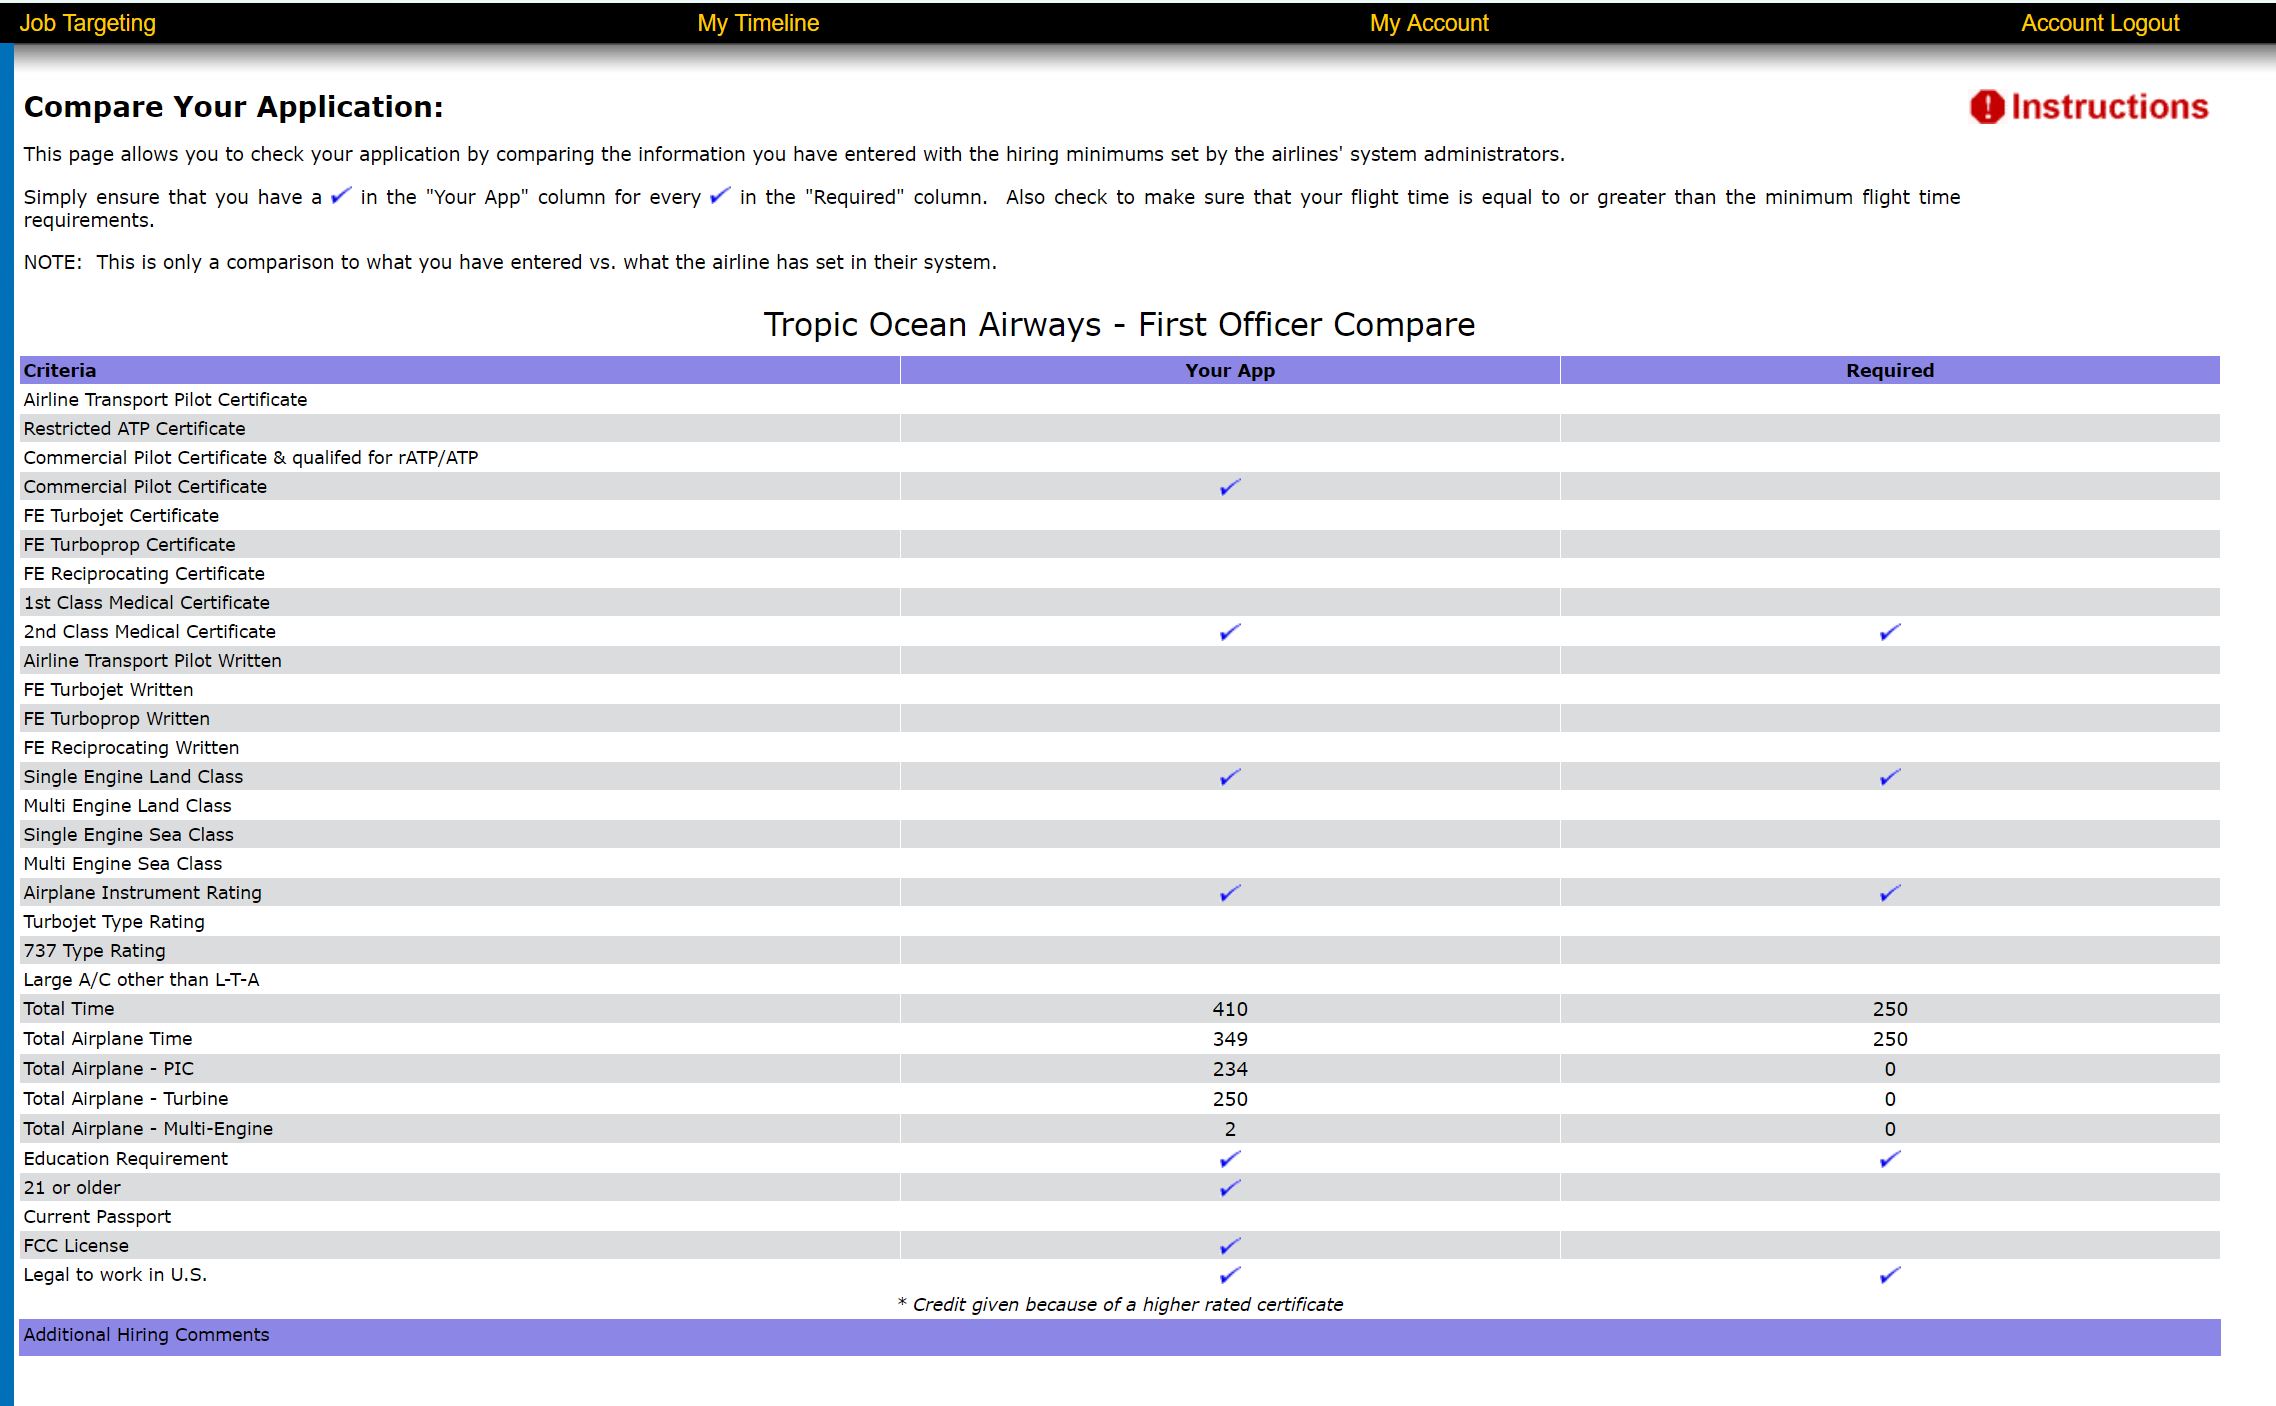 Job Targeting My Timeline My Account Account Logout
Compare Your Application:
Instructions
This page allows you to check your application by comparing the information you have entered with the hiring minimums set by the airlines' system administrators.
Simply ensure that you have a ✓ in the "Your App" column for every ✓ in the "Required" column. Also check to make sure that your flight time is equal to or greater than the minimum flight time
requirements.
NOTE: This is only a comparison to what you have entered vs. what the airline has set in their system.
Tropic Ocean Airways - First Officer Compare
Criteria Your App Required
Airline Transport Pilot Certificate
Restricted ATP Certificate
Commercial Pilot Certificate & qualifed for rATP/ATP
Commercial Pilot Certificate ✓
FE Turbojet Certificate
FE Turboprop Certificate
FE Reciprocating Certificate
1st Class Medical Certificate
2nd Class Medical Certificate ✓ ✓
Airline Transport Pilot Written
FE Turbojet Written
FE Turboprop Written
FE Reciprocating Written
Single Engine Land Class ✓ ✓
Multi Engine Land Class
Single Engine Sea Class
Multi Engine Sea Class
Airplane Instrument Rating ✓ ✓
Turbojet Type Rating
737 Type Rating
Large A/C other than L-T-A
Total Time 410 250
Total Airplane Time 349 250
Total Airplane - PIC 234 0
Total Airplane - Turbine 250 0
Total Airplane - Multi-Engine 2 0
Education Requirement ✓ ✓
21 or older ✓
Current Passport
FCC License ✓
Legal to work in U.S. ✓ ✓
* Credit given because of a higher rated certificate
Additional Hiring Comments